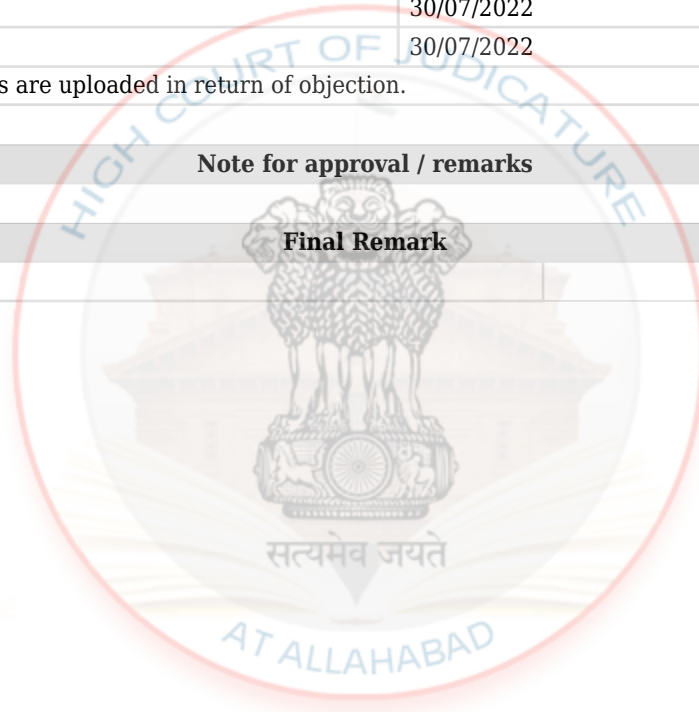 30/07/2022
30/07/2022
s are uploaded in return of objection.
Note for approval / remarks
Final Remark
HIGH COURT OF JUDICATURE
सत्यमेव जयते
AT ALLAHABAD